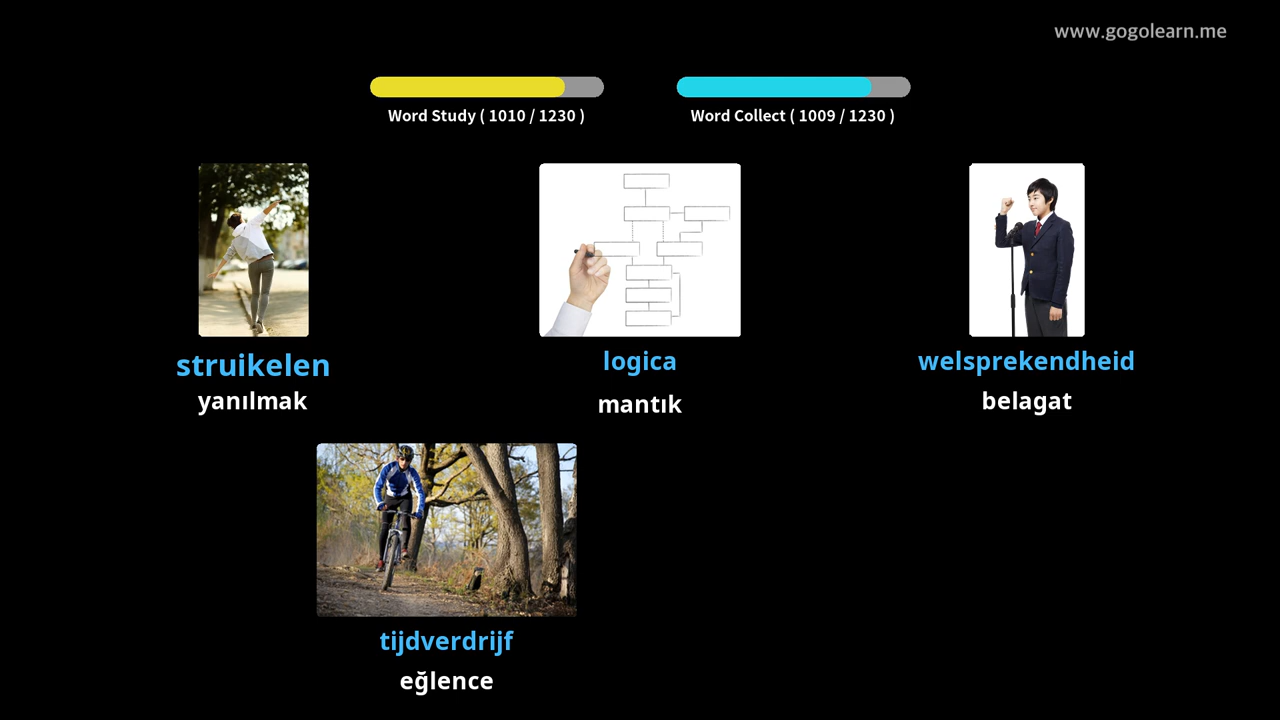 www.gogolearn.me
Word Study ( 1010 / 1230 )
Word Collect ( 1009 / 1230 )
struikelen
yanılmak
logica
mantık
welsprekendheid
belagat
tijdverdrijf
eğlence